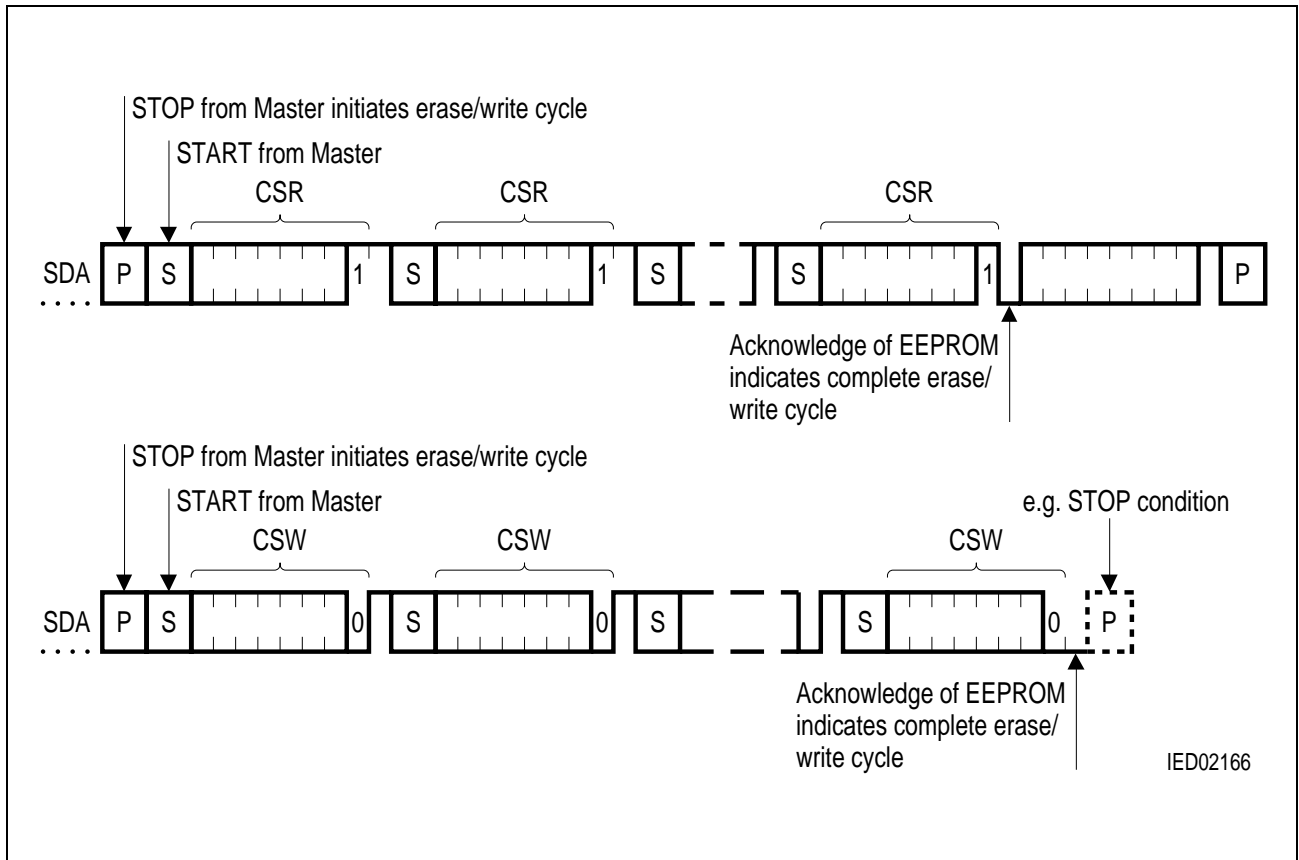 STOP from Master initiates erase/write cycle
START from Master
CSR CSR CSR
SDA P S 1 S 1 S S 1 P
. . . .
Acknowledge of EEPROM
indicates complete erase/
write cycle
STOP from Master initiates erase/write cycle
START from Master e.g. STOP condition
CSW CSW CSW
SDA P S 0 S 0 S S 0 P
. . . .
Acknowledge of EEPROM
indicates complete erase/
write cycle
IED02166